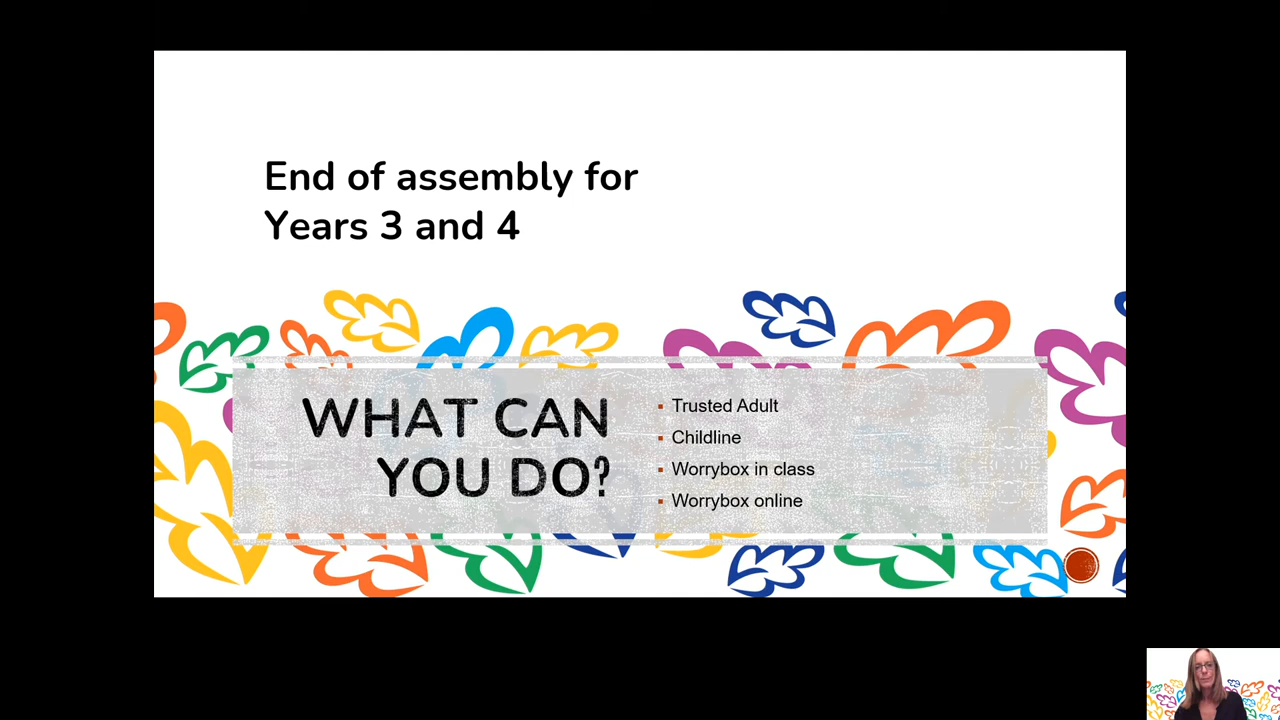 End of assembly for
Years 3 and 4
WHAT CAN
YOU DO?
Trusted Adult
Childline
Worrybox in class
Worrybox online